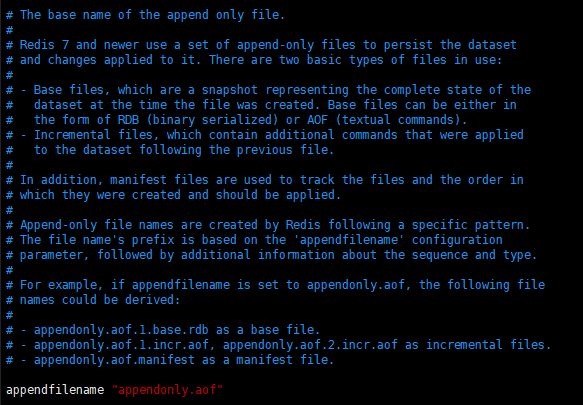 # The base name of the append only file.
#
# Redis 7 and newer use a set of append-only files to persist the dataset
# and changes applied to it. There are two basic types of files in use:
#
# - Base files, which are a snapshot representing the complete state of the
#   dataset at the time the file was created. Base files can be either in
#   the form of RDB (binary serialized) or AOF (textual commands).
# - Incremental files, which contain additional commands that were applied
#   to the dataset following the previous file.
#
# In addition, manifest files are used to track the files and the order in
# which they were created and should be applied.
#
# Append-only file names are created by Redis following a specific pattern.
# The file name's prefix is based on the 'appendfilename' configuration
# parameter, followed by additional information about the sequence and type.
#
# For example, if appendfilename is set to appendonly.aof, the following file
# names could be derived:
#
# - appendonly.aof.1.base.rdb as a base file.
# - appendonly.aof.1.incr.aof, appendonly.aof.2.incr.aof as incremental files.
# - appendonly.aof.manifest as a manifest file.

appendfilename "appendonly.aof"